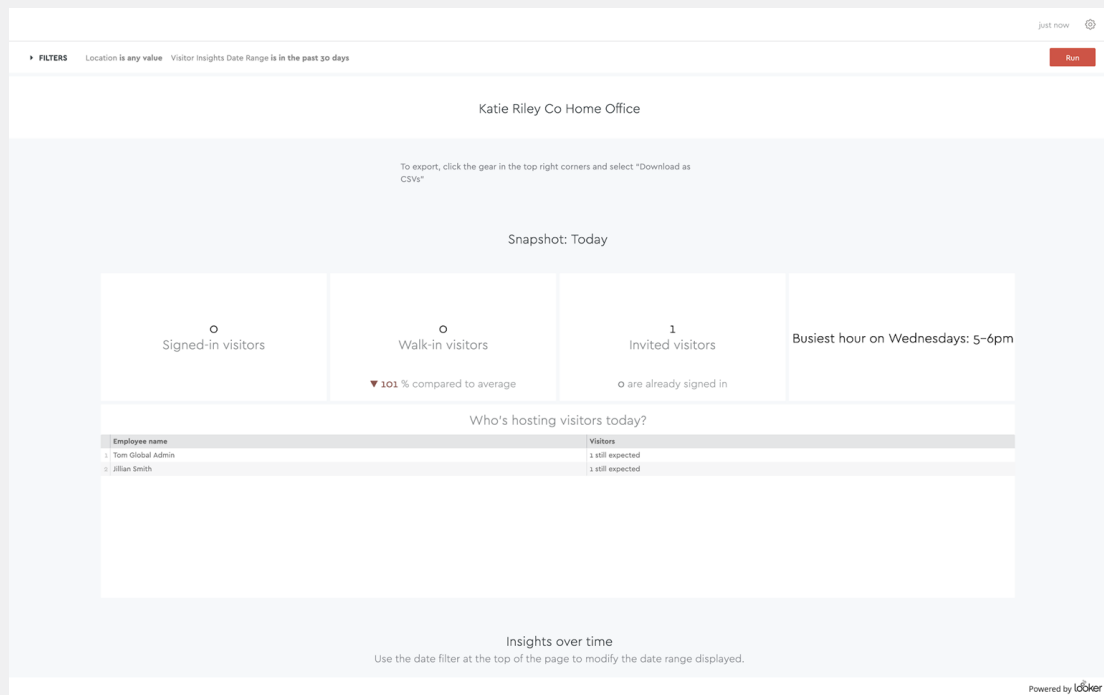 just now
FILTERS Location is any value Visitor Insights Date Range is in the past 30 days Run
Katie Riley Co Home Office
To export, click the gear in the top right corners and select "Download as
CSVs"
Snapshot: Today
0
Signed-in visitors
0
Walk-in visitors
▼ 101 % compared to average
1
Invited visitors
0 are already signed in
Busiest hour on Wednesdays: 5-6pm
Who's hosting visitors today?
Employee name Visitors
1 Tom Global Admin 1 still expected
2 Jillian Smith 1 still expected
Insights over time
Use the date filter at the top of the page to modify the date range displayed.
Powered by looker